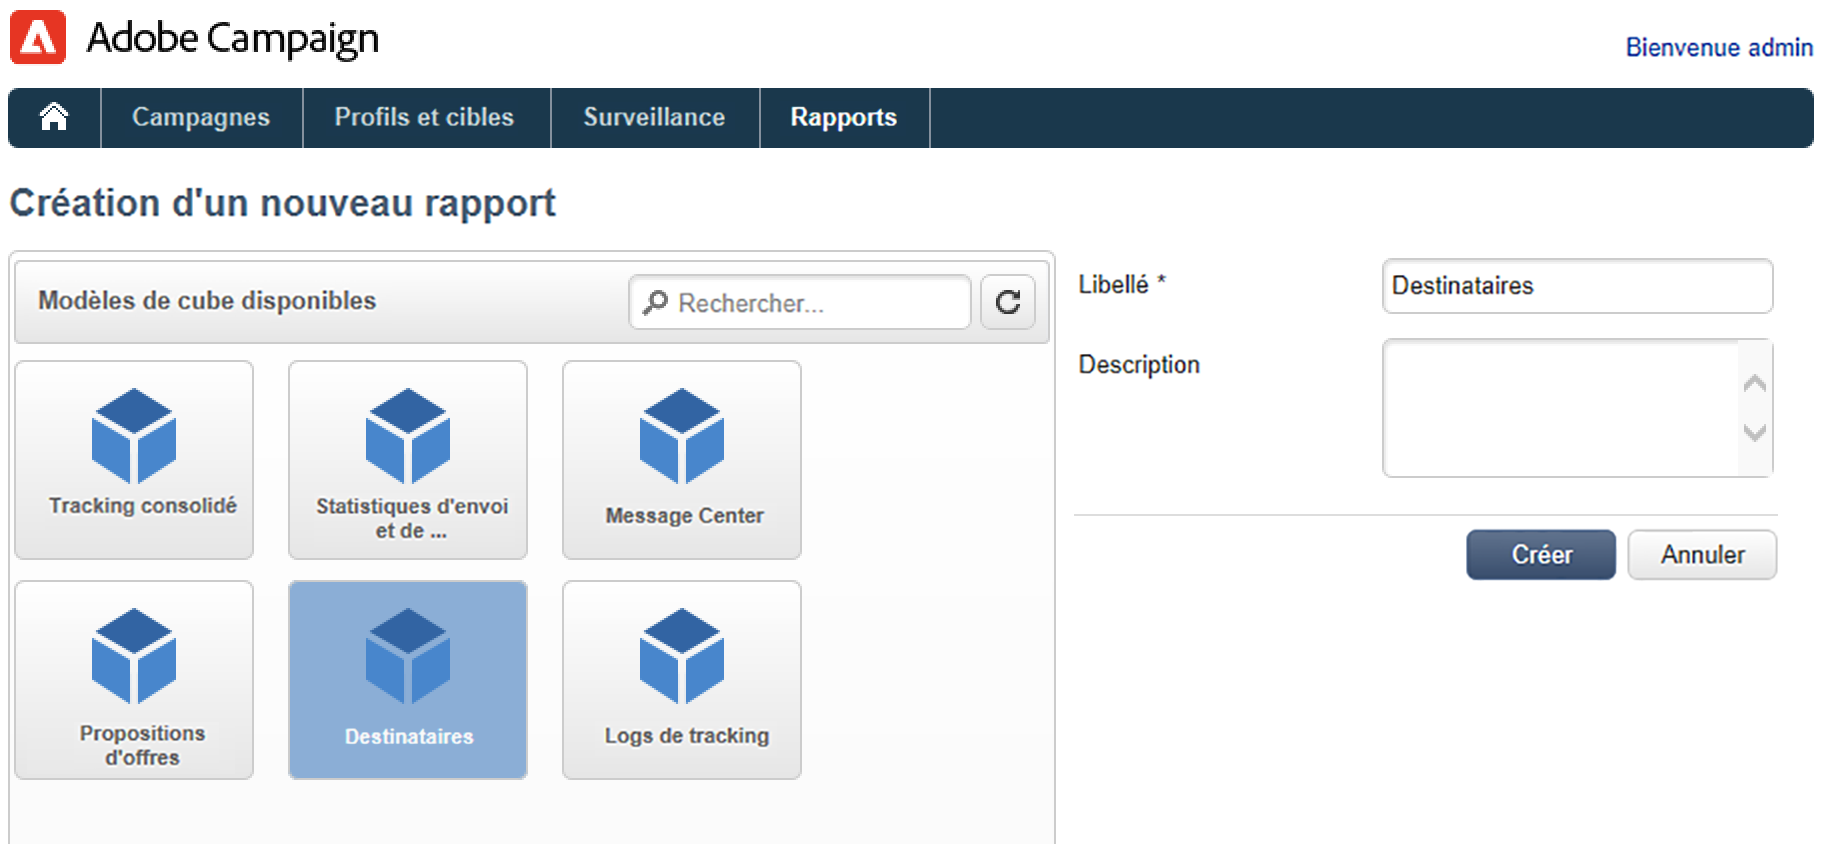 Adobe Campaign
Bienvenue admin
Campagnes Profils et cibles Surveillance Rapports
Création d'un nouveau rapport
Modèles de cube disponibles
Rechercher...
Tracking consolidé
Statistiques d'envoi
et de ...
Message Center
Propositions
d'offres
Destinataires
Logs de tracking
Libellé *
Destinataires
Description
Créer
Annuler